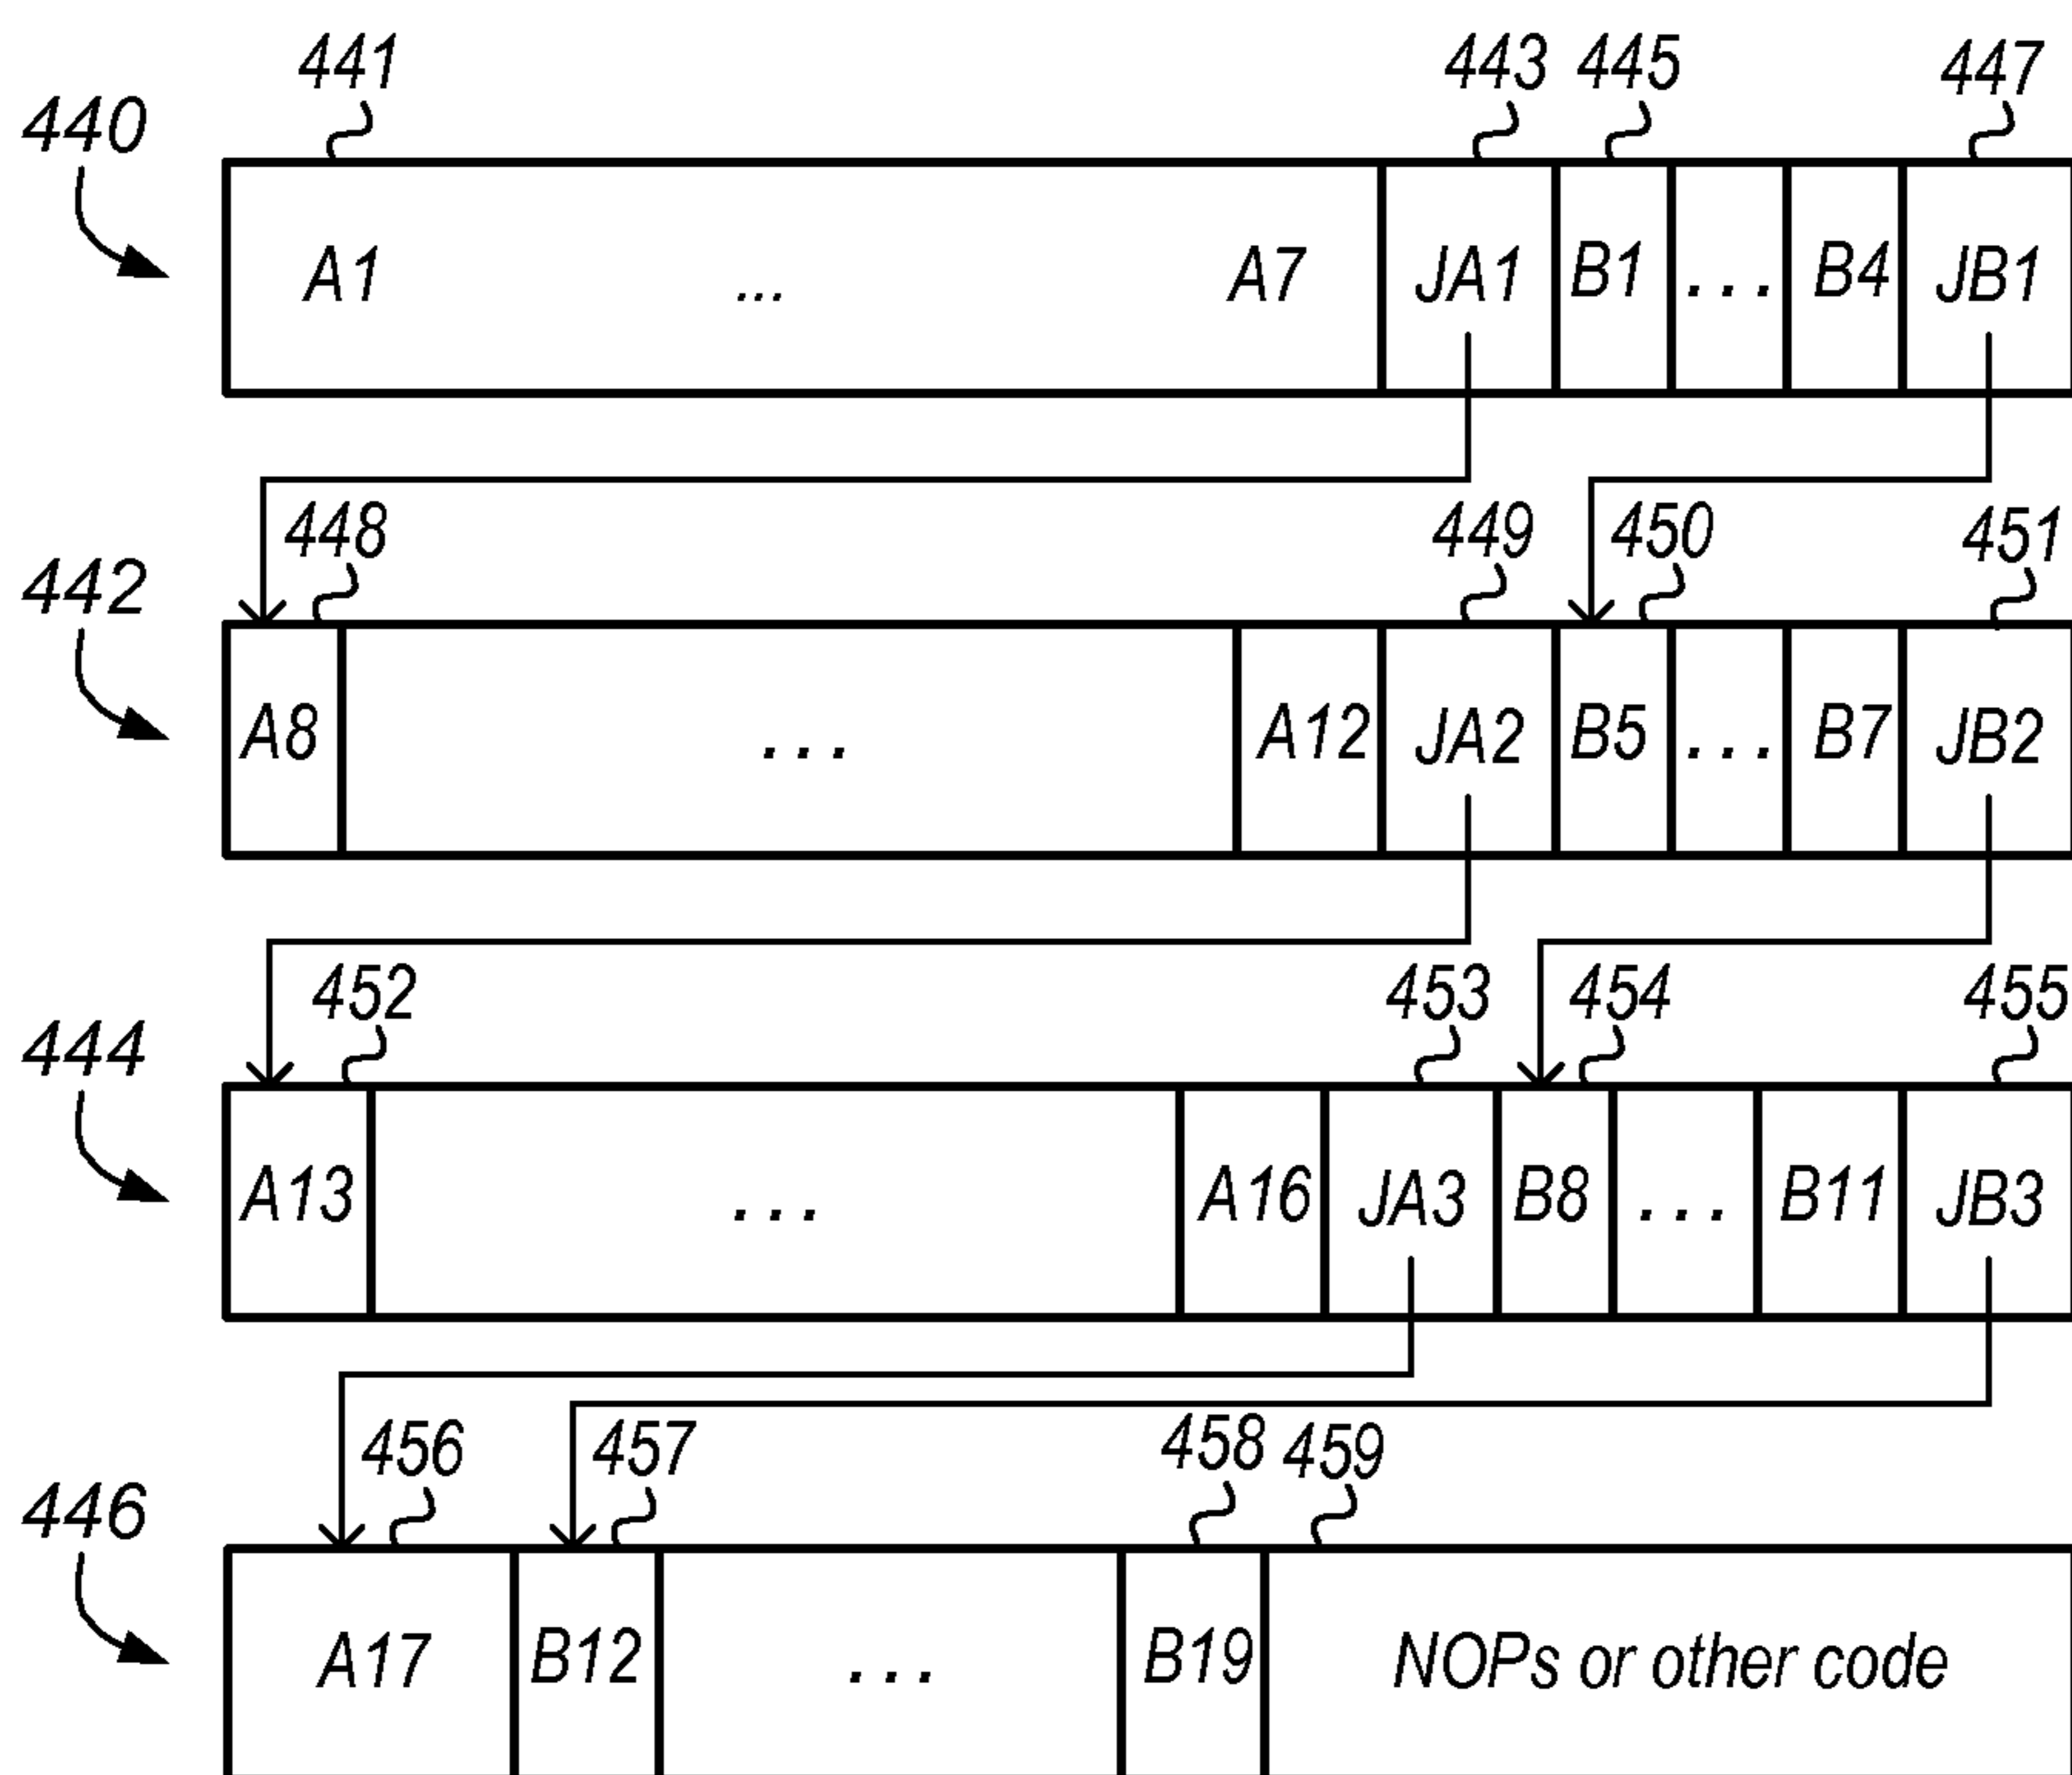 441 443 445 447
440
A1 ... A7 JA1 B1 ... B4 JB1
448 449 450 451
442
A8 ... A12 JA2 B5 ... B7 JB2
452 453 454 455
444
A13 ... A16 JA3 B8 ... B11 JB3
456 457 458 459
446
A17 B12 ... B19 NOPs or other code